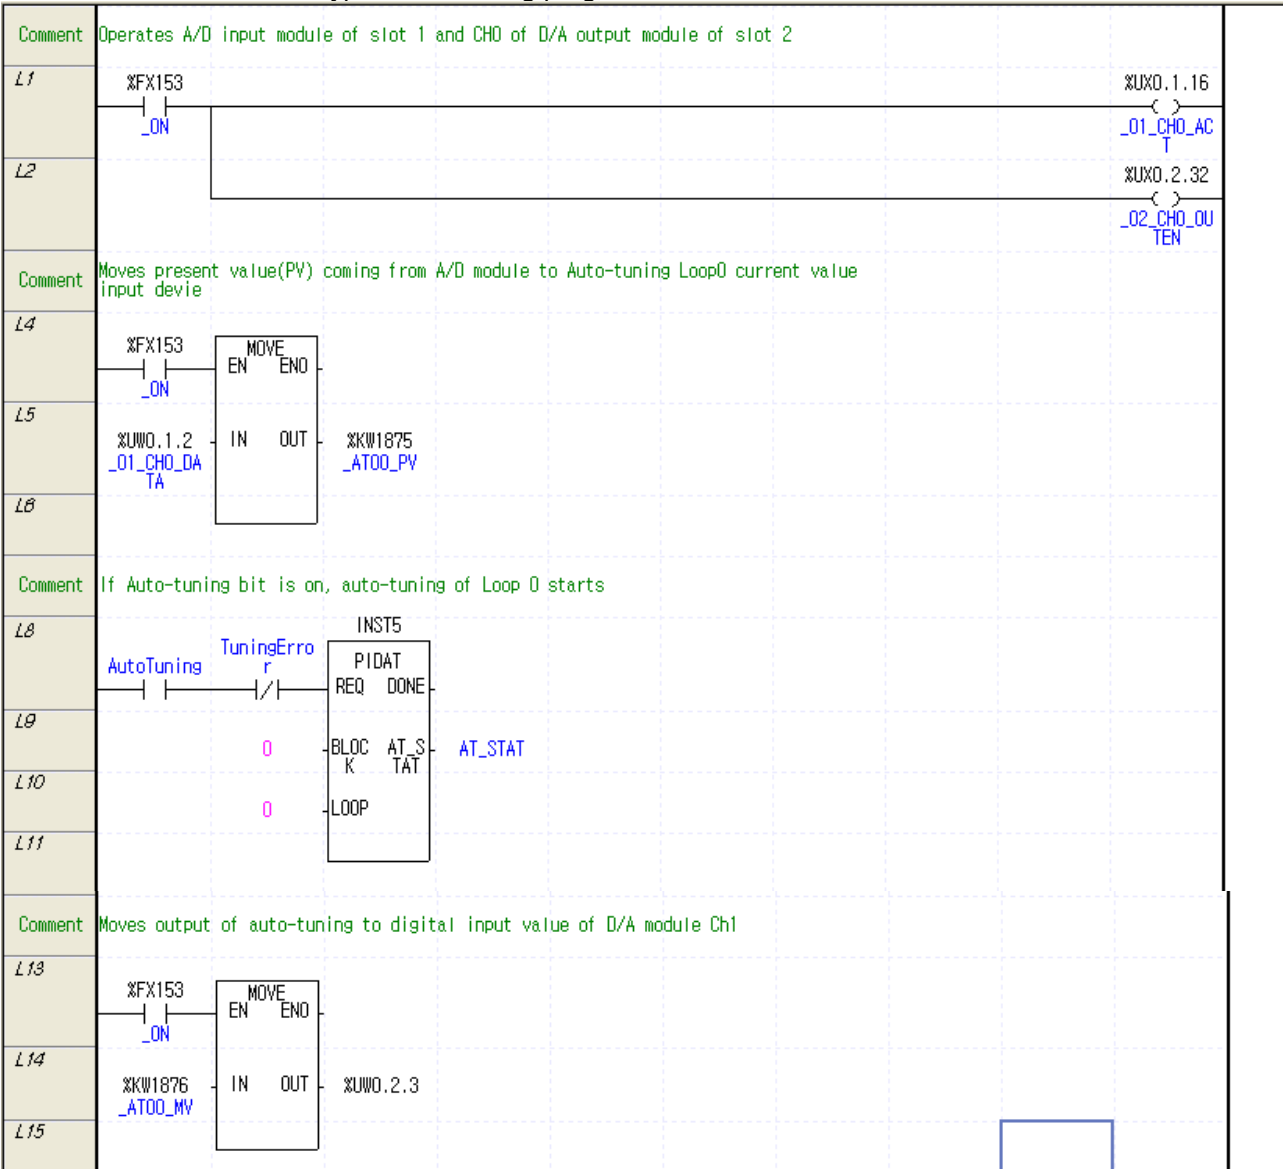 Comment Operates A/D input module of slot 1 and CH0 of D/A output module of slot 2
L1
%FX153
%UX0.1.16
_ON
_01_CH0_AC
T
L2
%UX0.2.32
_02_CH0_OU
TEN
Comment Moves present value(PV) coming from A/D module to Auto-tuning Loop0 current value
input devie
L4
%FX153
MOVE
EN ENO
_ON
L5
%UW0.1.2 IN OUT %KW1875
_01_CH0_DA _AT00_PV
TA
L6
Comment If Auto-tuning bit is on, auto-tuning of Loop 0 starts
L8
INST5
AutoTuning TuningErro
r
PIDAT
REQ DONE
L9
0 BLOC AT_S AT_STAT
K TAT
L10
0 LOOP
L11
Comment Moves output of auto-tuning to digital input value of D/A module Ch1
L13
%FX153
MOVE
EN ENO
_ON
L14
%KW1876 IN OUT %UW0.2.3
_AT00_MV
L15